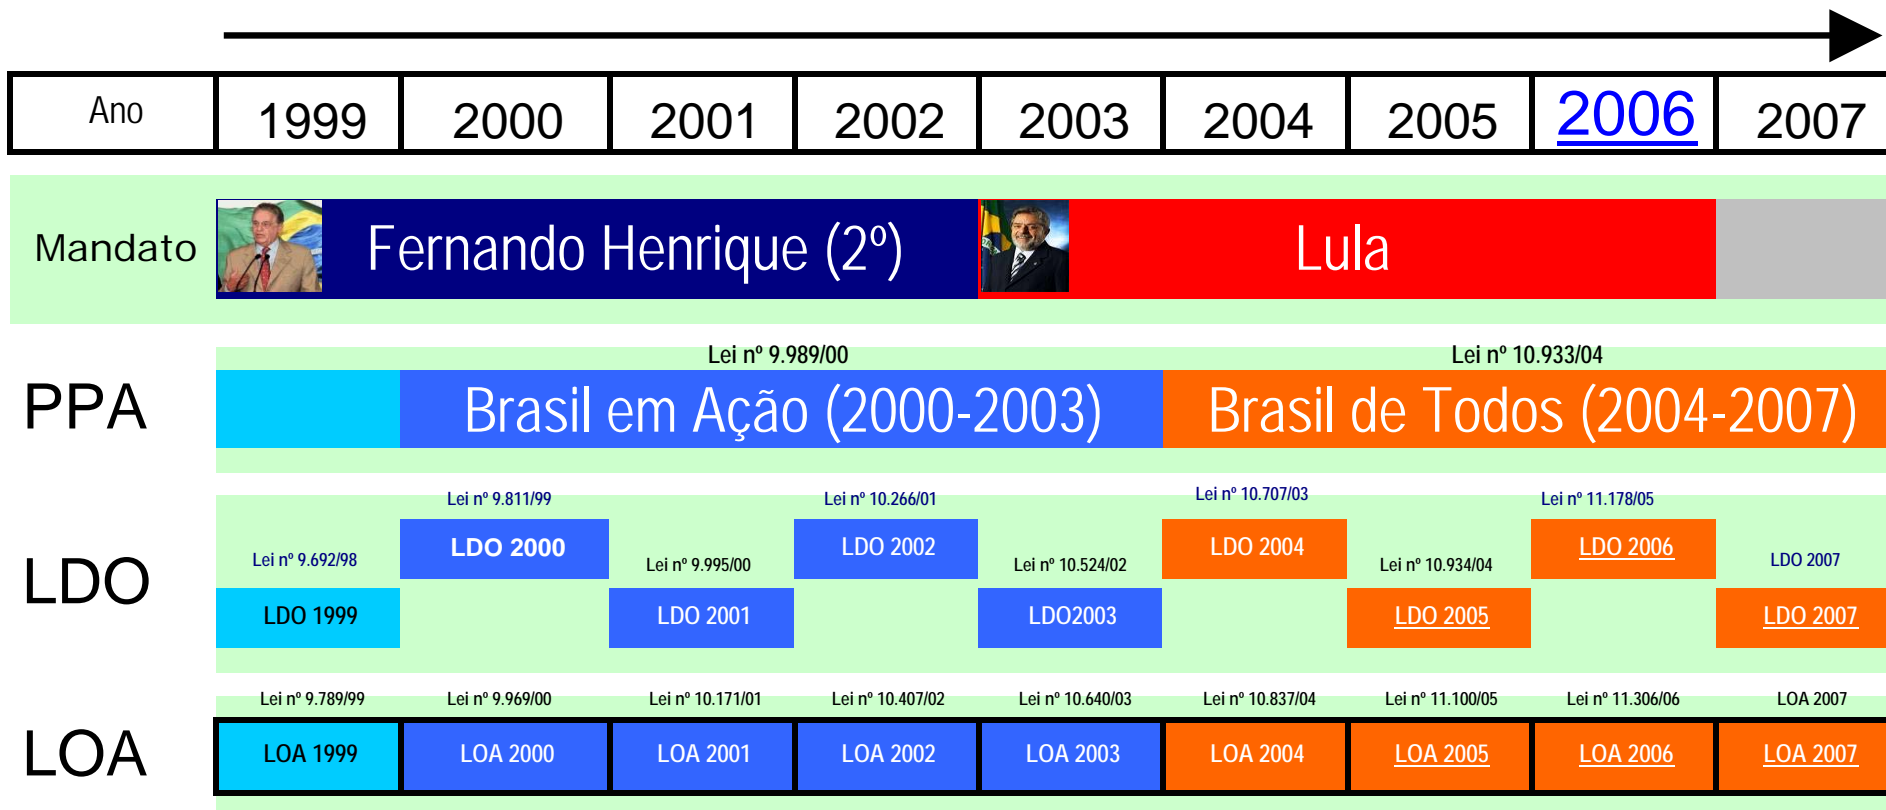 Ano 1999 2000 2001 2002 2003 2004 2005 2006 2007
Mandato Fernando Henrique (2º) Lula
Lei nº 9.989/00 Lei nº 10.933/04
PPA Brasil em Ação (2000-2003) Brasil de Todos (2004-2007)
Lei nº 9.811/99 Lei nº 10.266/01 Lei nº 10.707/03 Lei nº 11.178/05
LDO 2000 LDO 2002 LDO 2004 LDO 2006
Lei nº 9.692/98 Lei nº 9.995/00 Lei nº 10.524/02 Lei nº 10.934/04 LDO 2007
LDO
LDO 1999 LDO 2001 LDO2003 LDO 2005 LDO 2007
Lei nº 9.789/99 Lei nº 9.969/00 Lei nº 10.171/01 Lei nº 10.407/02 Lei nº 10.640/03 Lei nº 10.837/04 Lei nº 11.100/05 Lei nº 11.306/06 LOA 2007
LOA LOA 1999 LOA 2000 LOA 2001 LOA 2002 LOA 2003 LOA 2004 LOA 2005 LOA 2006 LOA 2007